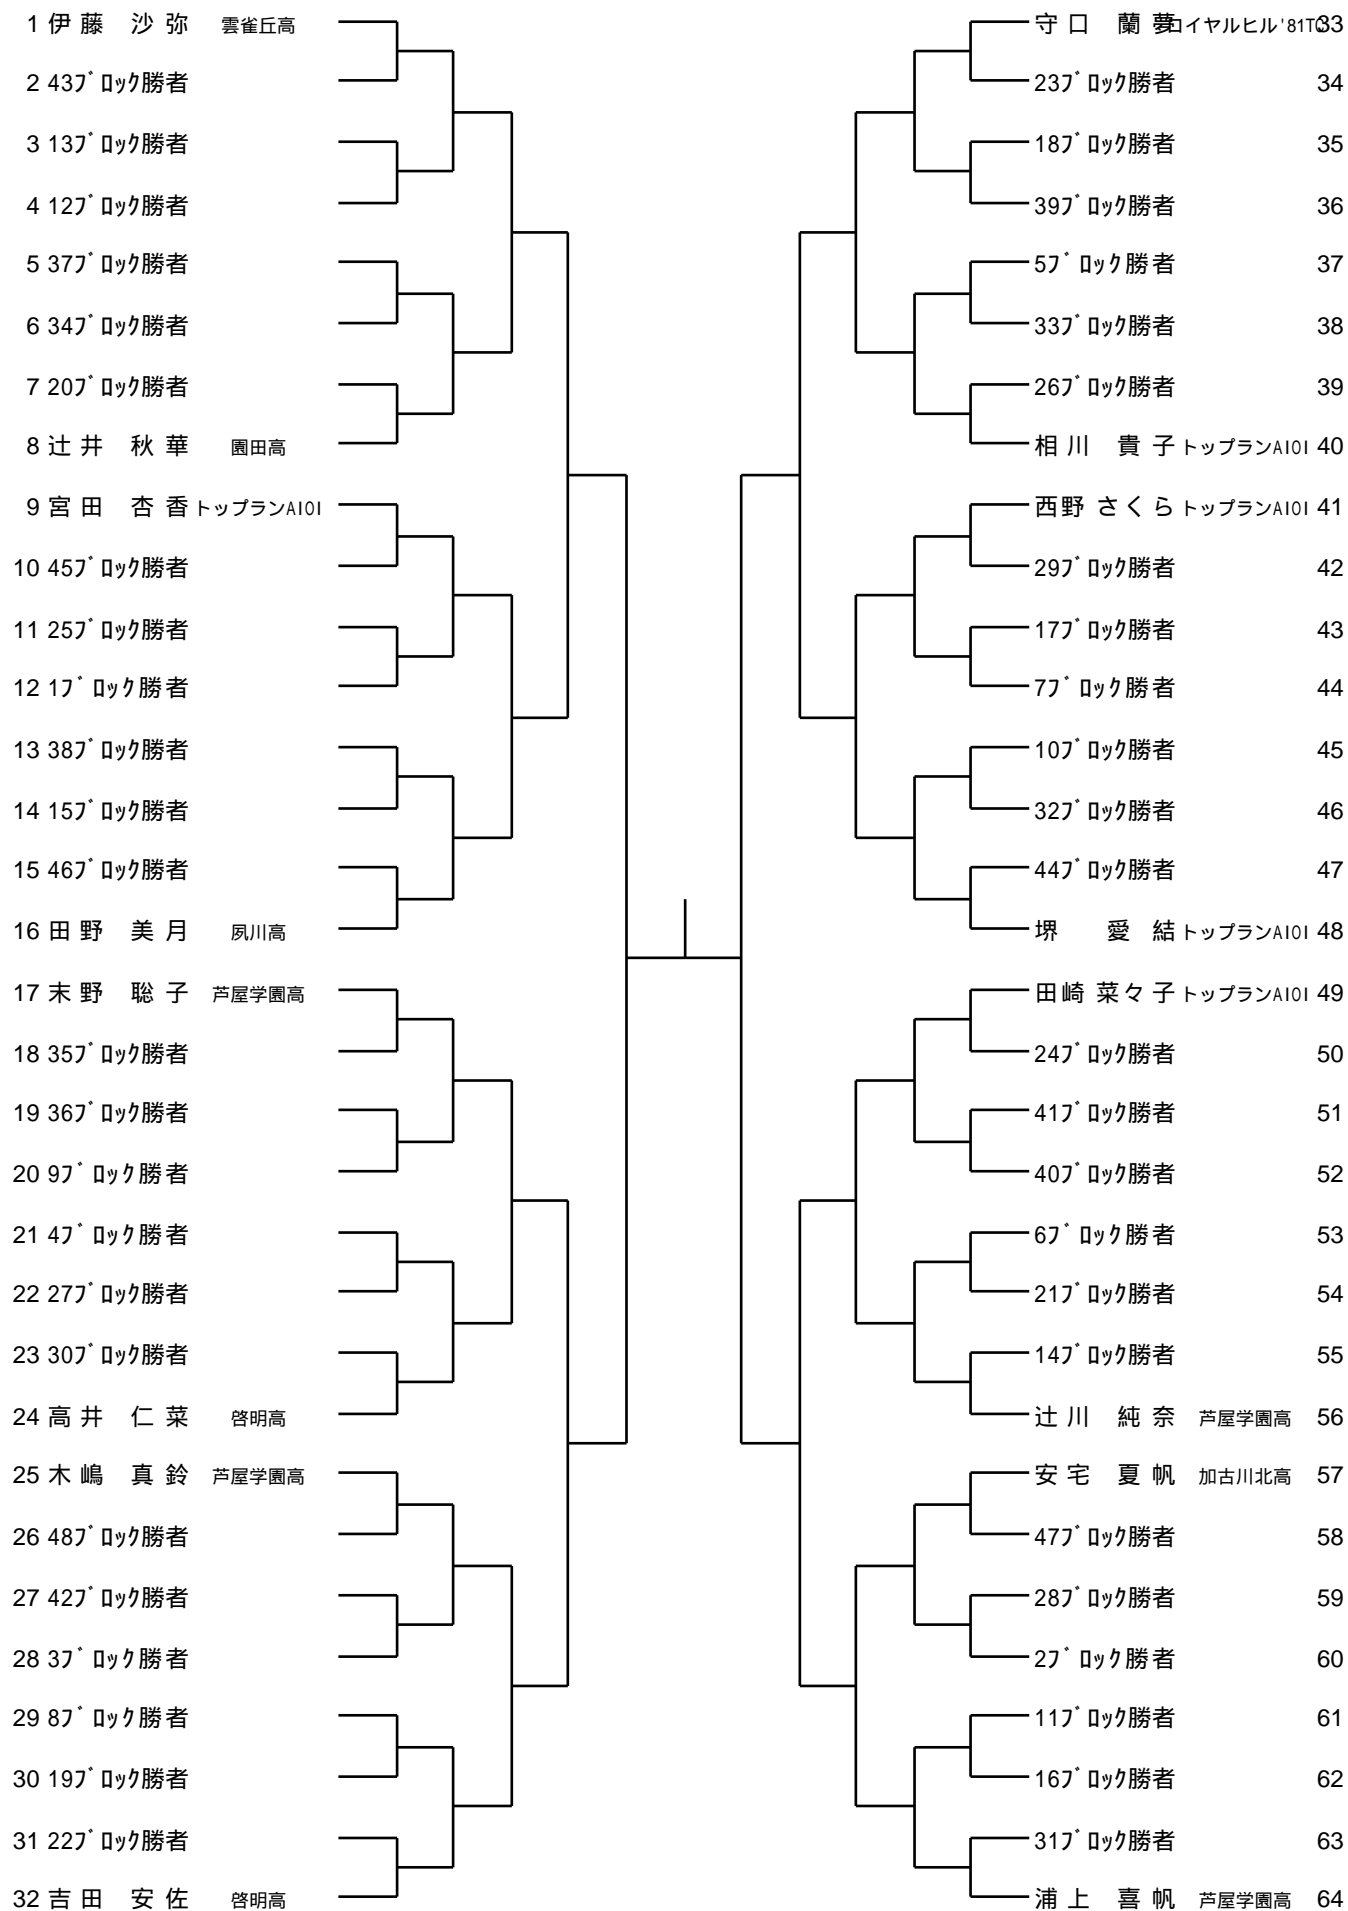 1 伊藤 沙弥 雲雀丘高
2 43ﾌﾞﾛｯｸ勝者
3 13ﾌﾞﾛｯｸ勝者
4 12ﾌﾞﾛｯｸ勝者
5 37ﾌﾞﾛｯｸ勝者
6 34ﾌﾞﾛｯｸ勝者
7 20ﾌﾞﾛｯｸ勝者
8 辻井 秋華 園田高
9 宮田 杏香 トップランAIOI
10 45ﾌﾞﾛｯｸ勝者
11 25ﾌﾞﾛｯｸ勝者
12 1ﾌﾞﾛｯｸ勝者
13 38ﾌﾞﾛｯｸ勝者
14 15ﾌﾞﾛｯｸ勝者
15 46ﾌﾞﾛｯｸ勝者
16 田野 美月 夙川高
17 末野 聡子 芦屋学園高
18 35ﾌﾞﾛｯｸ勝者
19 36ﾌﾞﾛｯｸ勝者
20 9ﾌﾞﾛｯｸ勝者
21 4ﾌﾞﾛｯｸ勝者
22 27ﾌﾞﾛｯｸ勝者
23 30ﾌﾞﾛｯｸ勝者
24 高井 仁菜 啓明高
25 木嶋 真鈴 芦屋学園高
26 48ﾌﾞﾛｯｸ勝者
27 42ﾌﾞﾛｯｸ勝者
28 3ﾌﾞﾛｯｸ勝者
29 8ﾌﾞﾛｯｸ勝者
30 19ﾌﾞﾛｯｸ勝者
31 22ﾌﾞﾛｯｸ勝者
32 吉田 安佐 啓明高
守口 蘭夢 ロイヤルヒル'81TC 33
23ﾌﾞﾛｯｸ勝者 34
18ﾌﾞﾛｯｸ勝者 35
39ﾌﾞﾛｯｸ勝者 36
5ﾌﾞﾛｯｸ勝者 37
33ﾌﾞﾛｯｸ勝者 38
26ﾌﾞﾛｯｸ勝者 39
相川 貴子 トップランAIOI 40
西野 さくら トップランAIOI 41
29ﾌﾞﾛｯｸ勝者 42
17ﾌﾞﾛｯｸ勝者 43
7ﾌﾞﾛｯｸ勝者 44
10ﾌﾞﾛｯｸ勝者 45
32ﾌﾞﾛｯｸ勝者 46
44ﾌﾞﾛｯｸ勝者 47
堺 愛結 トップランAIOI 48
田崎 菜々子 トップランAIOI 49
24ﾌﾞﾛｯｸ勝者 50
41ﾌﾞﾛｯｸ勝者 51
40ﾌﾞﾛｯｸ勝者 52
6ﾌﾞﾛｯｸ勝者 53
21ﾌﾞﾛｯｸ勝者 54
14ﾌﾞﾛｯｸ勝者 55
辻川 純奈 芦屋学園高 56
安宅 夏帆 加古川北高 57
47ﾌﾞﾛｯｸ勝者 58
28ﾌﾞﾛｯｸ勝者 59
2ﾌﾞﾛｯｸ勝者 60
11ﾌﾞﾛｯｸ勝者 61
16ﾌﾞﾛｯｸ勝者 62
31ﾌﾞﾛｯｸ勝者 63
浦上 喜帆 芦屋学園高 64